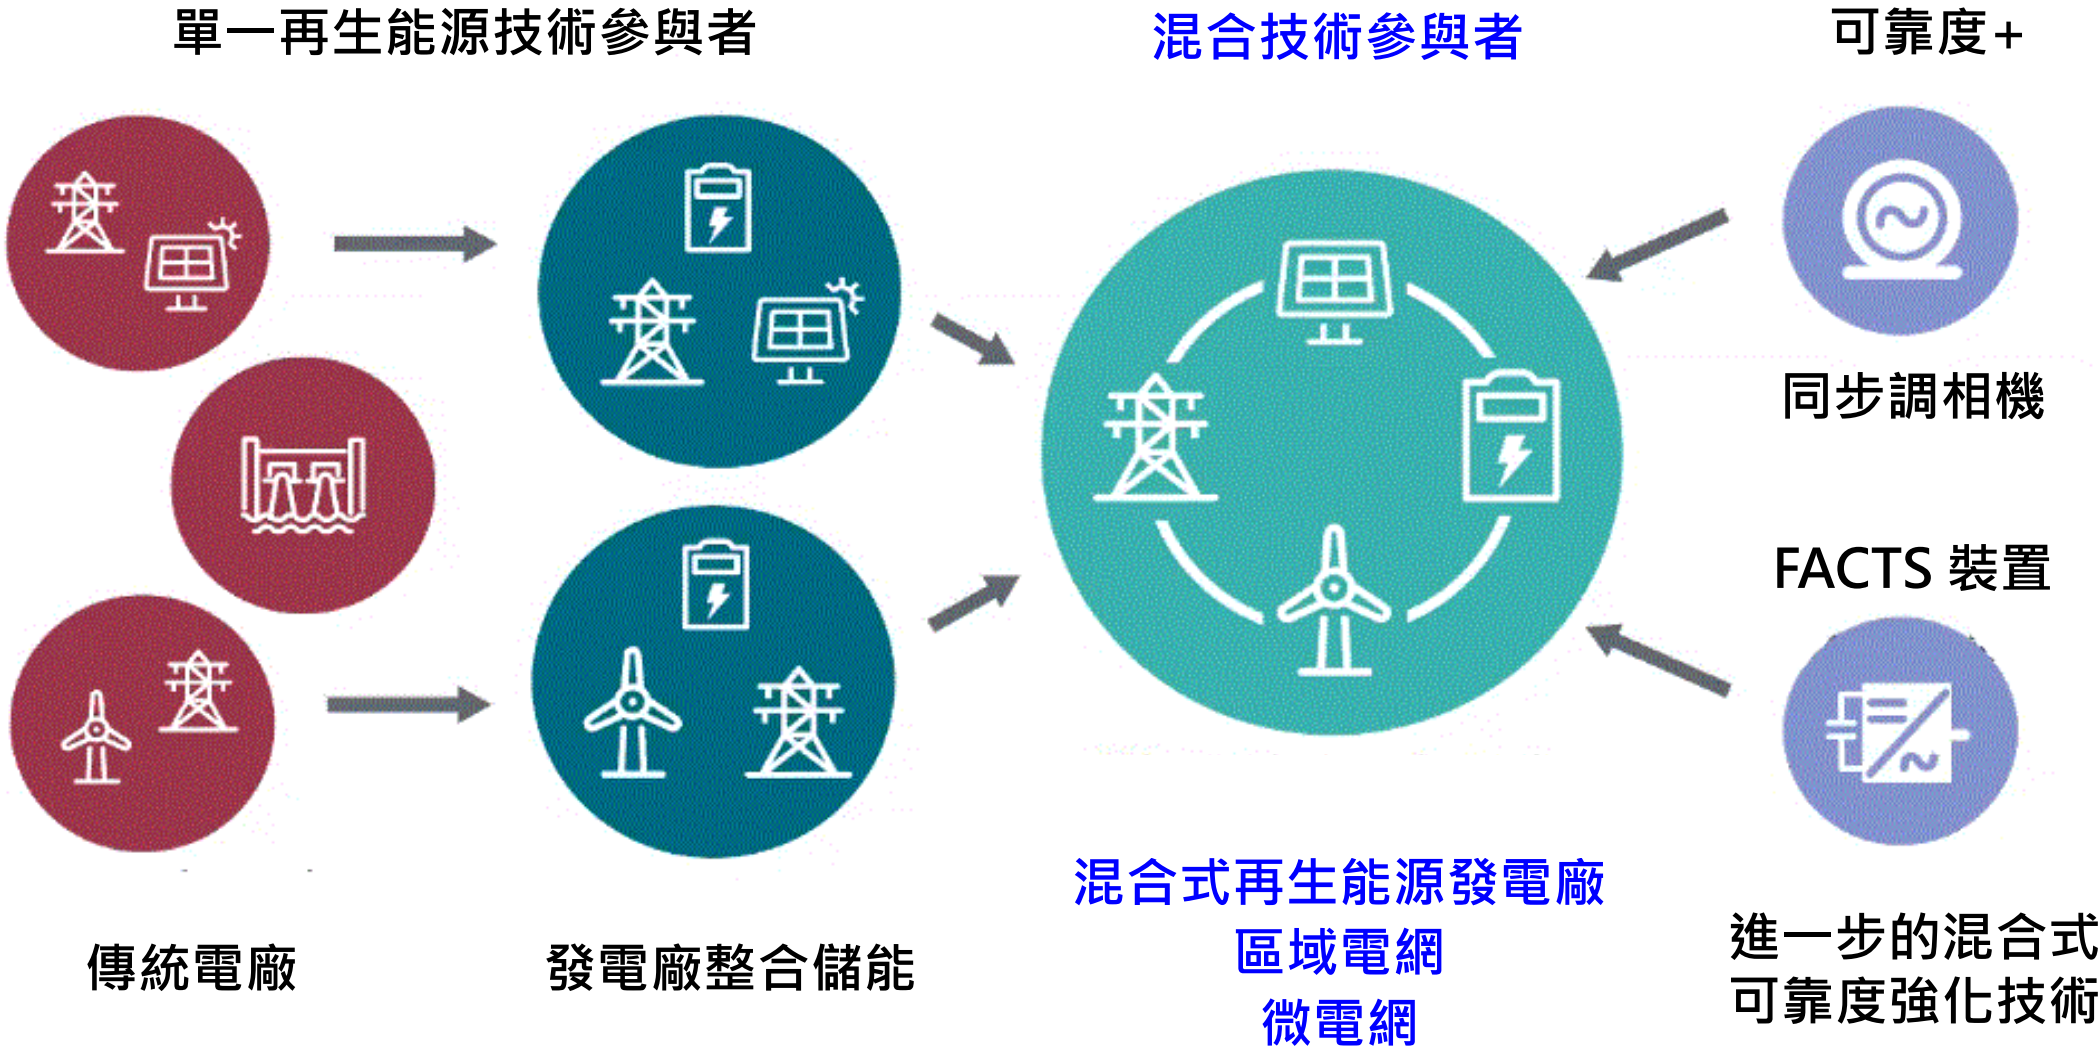 單一再生能源技術參與者
混合技術參與者
可靠度+
同步調相機
FACTS 裝置
傳統電廠
發電廠整合儲能
混合式再生能源發電廠
區域電網
微電網
進一步的混合式
可靠度強化技術